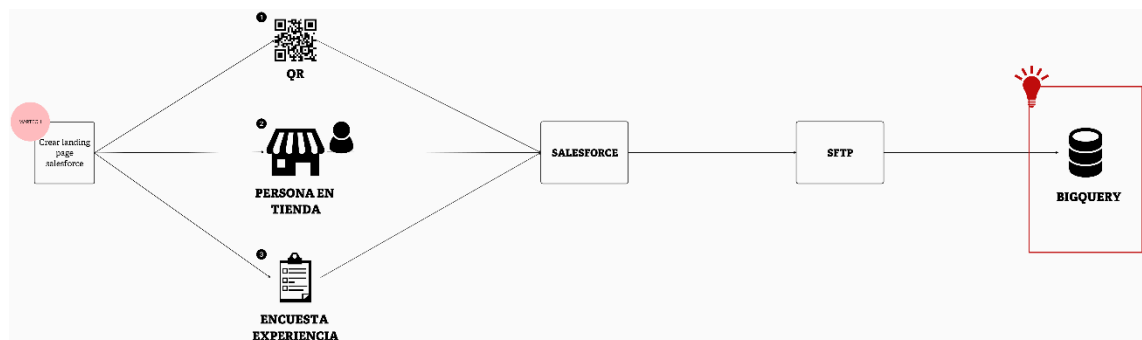 1
QR
Crear landing
page
salesforce
2
PERSONA EN
TIENDA
3
ENCUESTA
EXPERIENCIA
SALESFORCE
SFTP
BIGQUERY